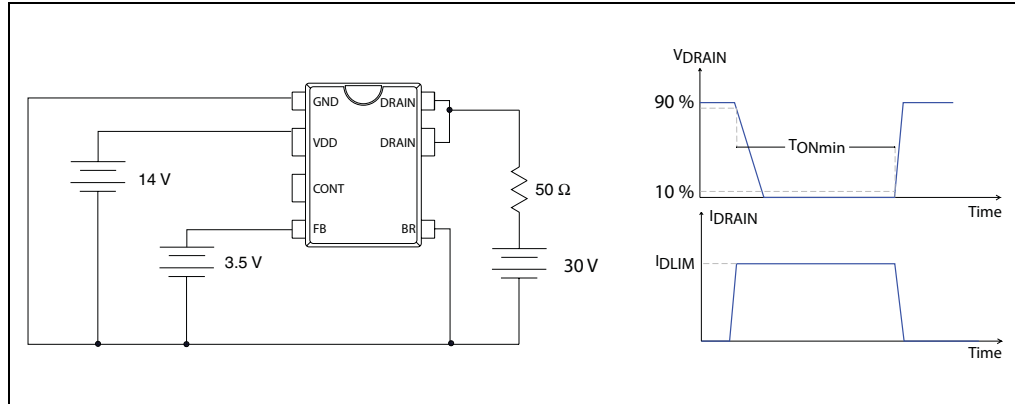 GND
DRAIN
VDD
DRAIN
CONT
FB
BR
14 V
3.5 V
50 Ω
30 V
VDRAIN
90 %
TONmin
10 %
Time
IDRAIN
IDLIM
Time